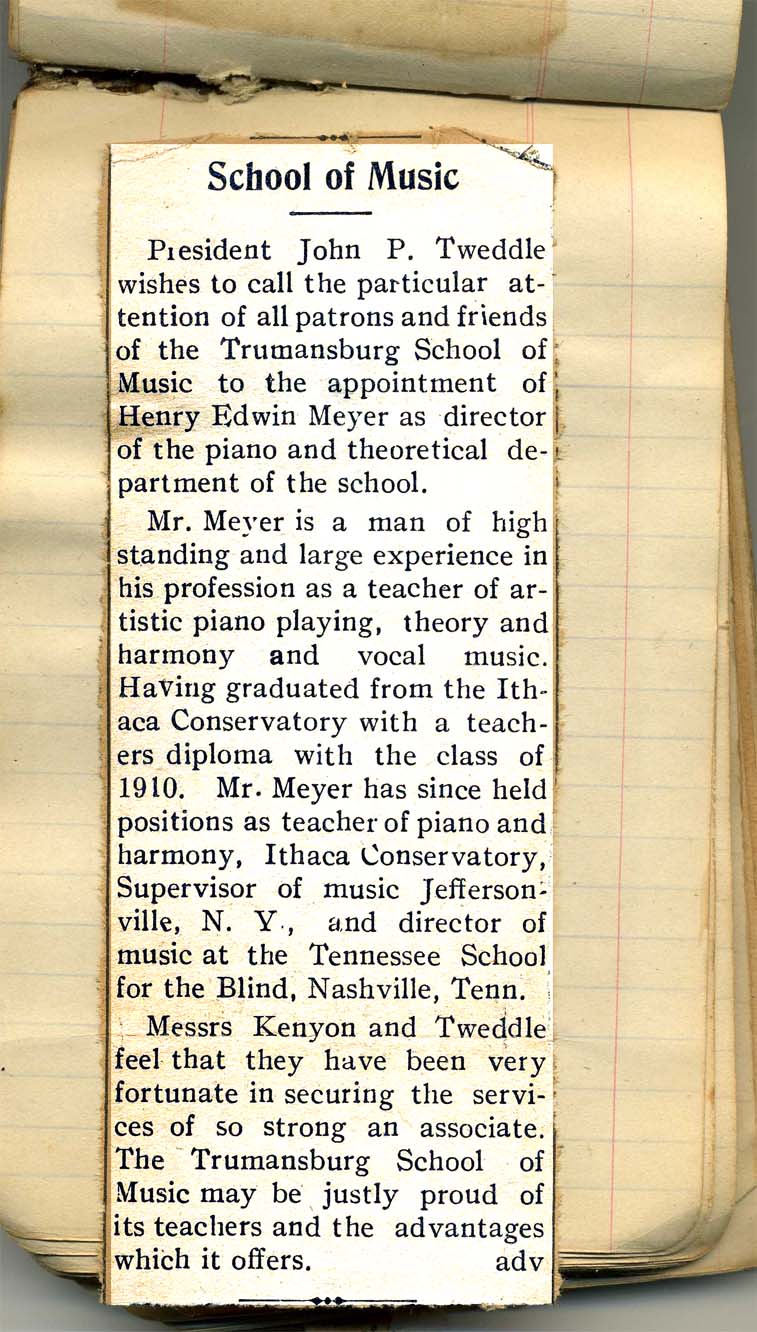 School of Music
President John P. Tweddle
wishes to call the particular at-
tention of all patrons and friends
of the Trumansburg School of
Music to the appointment of
Henry Edwin Meyer as director
of the piano and theoretical de-
partment of the school.
Mr. Meyer is a man of high
standing and large experience in
his profession as a teacher of ar-
tistic piano playing, theory and
harmony and vocal music.
Having graduated from the Ith-
aca Conservatory with a teach-
ers diploma with the class of
1910. Mr. Meyer has since held
positions as teacher of piano and
harmony, Ithaca Conservatory,
Supervisor of music Jefferson-
ville, N. Y., and director of
music at the Tennessee School
for the Blind, Nashville, Tenn.
Messrs Kenyon and Tweddle
feel that they have been very
fortunate in securing the servi-
ces of so strong an associate.
The Trumansburg School of
Music may be justly proud of
its teachers and the advantages
which it offers. adv